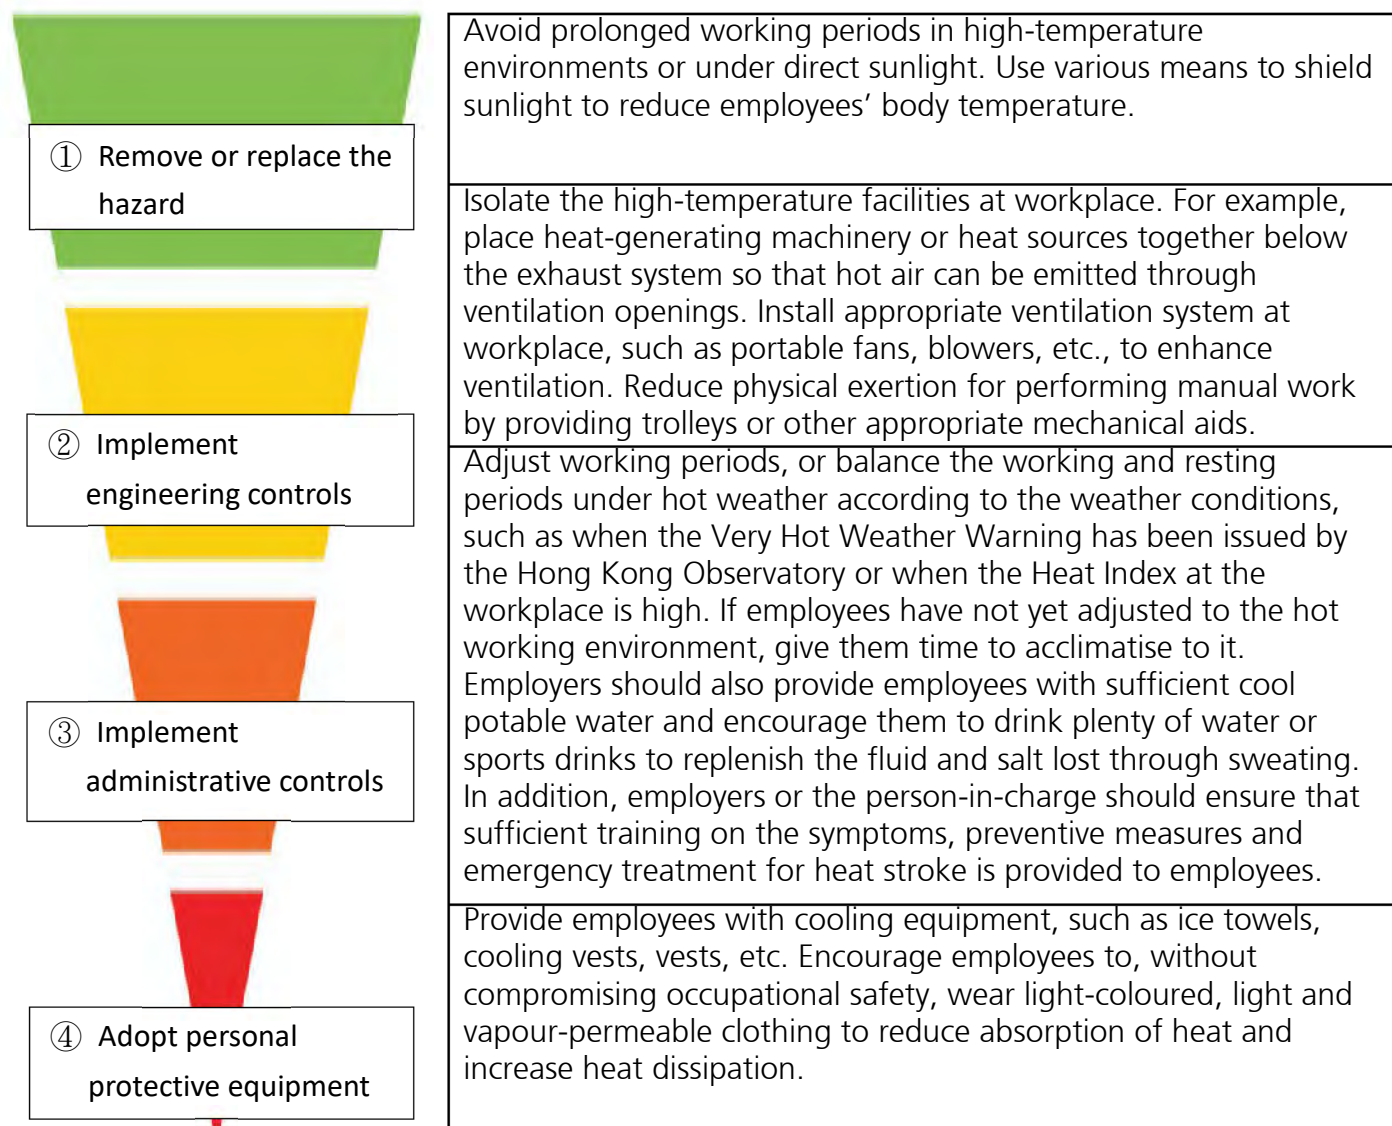 Avoid prolonged working periods in high-temperature
environments or under direct sunlight. Use various means to shield
sunlight to reduce employees’ body temperature.
① Remove or replace the
hazard
Isolate the high-temperature facilities at workplace. For example,
place heat-generating machinery or heat sources together below
the exhaust system so that hot air can be emitted through
ventilation openings. Install appropriate ventilation system at
workplace, such as portable fans, blowers, etc., to enhance
ventilation. Reduce physical exertion for performing manual work
by providing trolleys or other appropriate mechanical aids.
② Implement
engineering controls
Adjust working periods, or balance the working and resting
periods under hot weather according to the weather conditions,
such as when the Very Hot Weather Warning has been issued by
the Hong Kong Observatory or when the Heat Index at the
workplace is high. If employees have not yet adjusted to the hot
working environment, give them time to acclimatise to it.
Employers should also provide employees with sufficient cool
potable water and encourage them to drink plenty of water or
sports drinks to replenish the fluid and salt lost through sweating.
In addition, employers or the person-in-charge should ensure that
sufficient training on the symptoms, preventive measures and
emergency treatment for heat stroke is provided to employees.
③ Implement
administrative controls
Provide employees with cooling equipment, such as ice towels,
cooling vests, vests, etc. Encourage employees to, without
compromising occupational safety, wear light-coloured, light and
vapour-permeable clothing to reduce absorption of heat and
increase heat dissipation.
④ Adopt personal
protective equipment